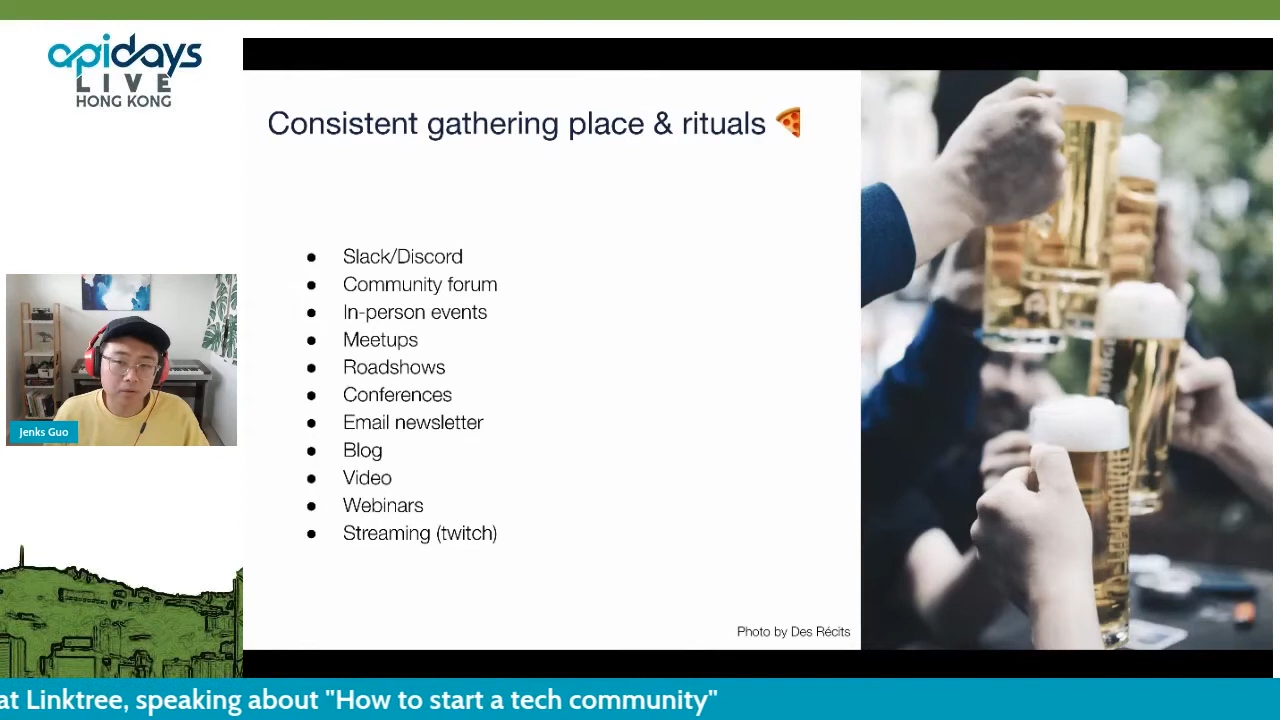 apidays
LIVE
HONG KONG
Consistent gathering place & rituals
● Slack/Discord
● Community forum
● In-person events
● Meetups
● Roadshows
● Conferences
● Email newsletter
● Blog
● Video
● Webinars
● Streaming (twitch)
Jenks Guo
Photo by Des Récits
at Linktree, speaking about "How to start a tech community"